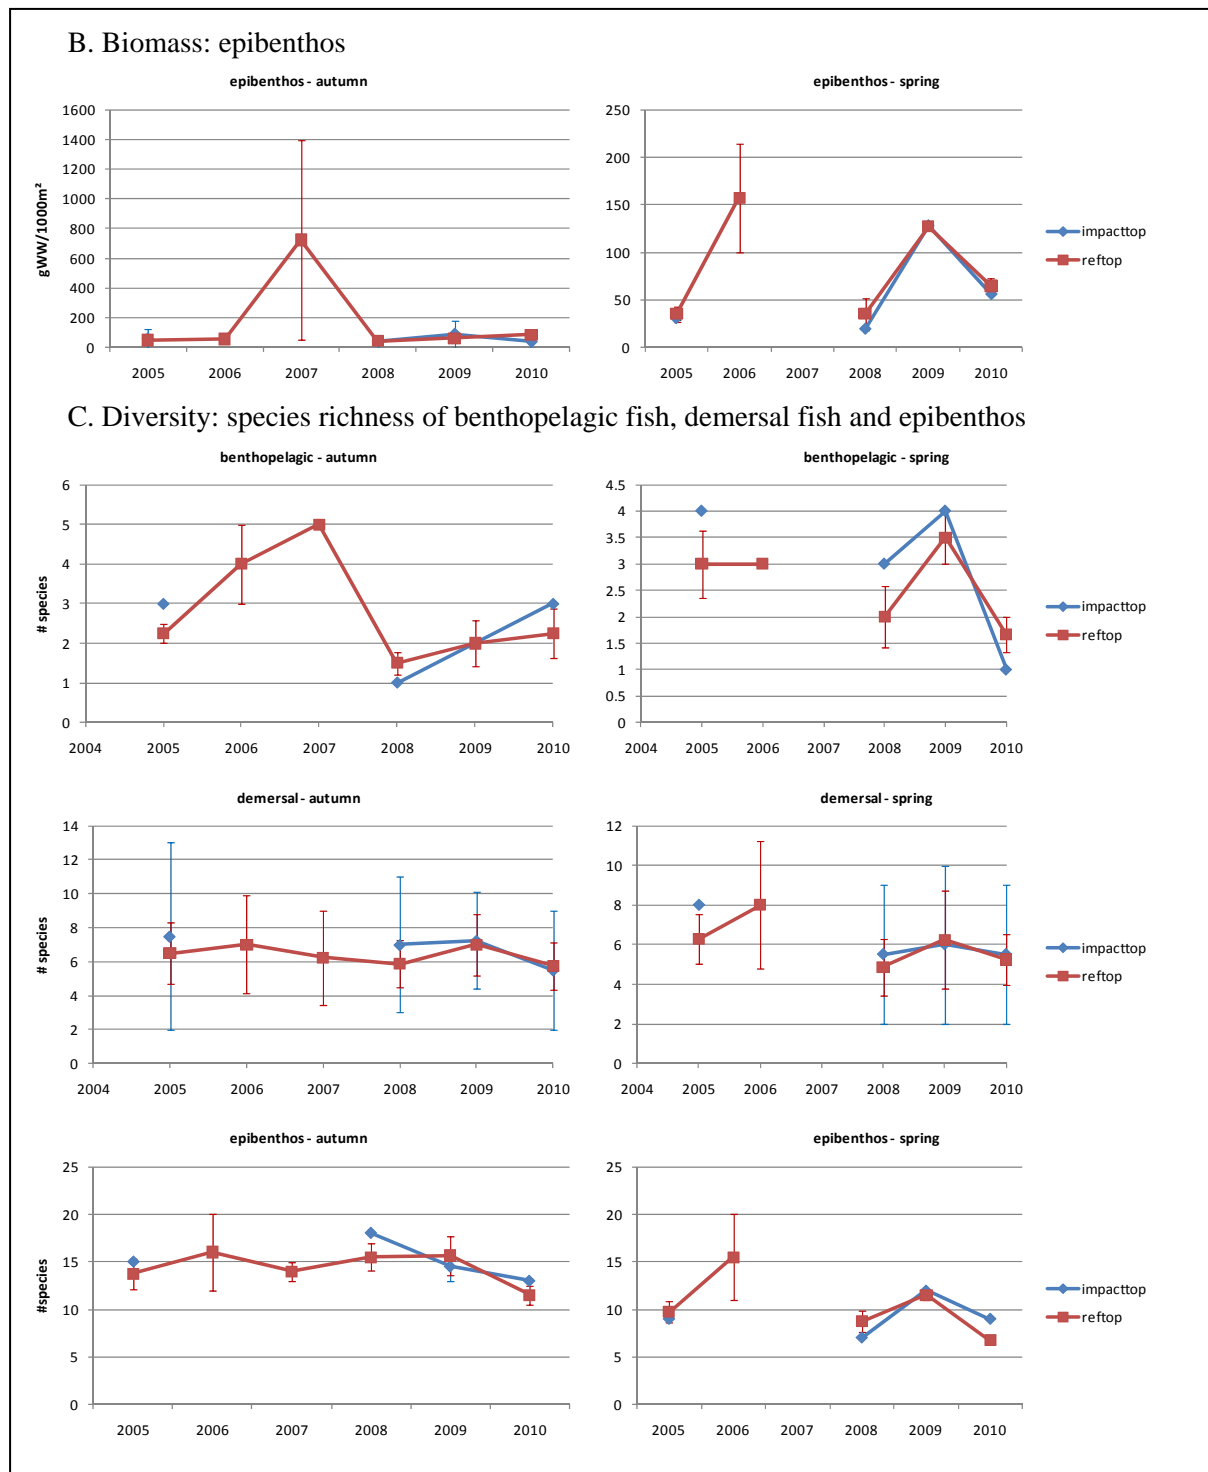 B. Biomass: epibenthos
epibenthos - autumn
gWW/1000m²
1600
1400
1200
1000
800
600
400
200
0
2005 2006 2007 2008 2009 2010
epibenthos - spring
250
200
150
100
50
0
2005 2006 2007 2008 2009 2010
impacttop
reftop
C. Diversity: species richness of benthopelagic fish, demersal fish and epibenthos
benthopelagic - autumn
# species
6
5
4
3
2
1
0
2004 2005 2006 2007 2008 2009 2010
benthopelagic - spring
4.5
4
3.5
3
2.5
2
1.5
1
0.5
0
2004 2005 2006 2007 2008 2009 2010
impacttop
reftop
demersal - autumn
# species
14
12
10
8
6
4
2
0
2004 2005 2006 2007 2008 2009 2010
demersal - spring
12
10
8
6
4
2
0
2004 2005 2006 2007 2008 2009 2010
impacttop
reftop
epibenthos - autumn
#species
25
20
15
10
5
0
2005 2006 2007 2008 2009 2010
epibenthos - spring
25
20
15
10
5
0
2005 2006 2007 2008 2009 2010
impacttop
reftop